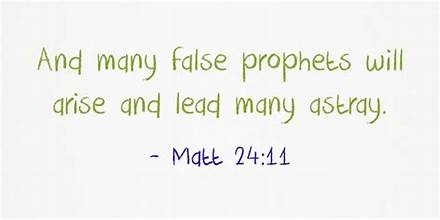 And many false prophets will
arise and lead many astray.
- Matt 24:11